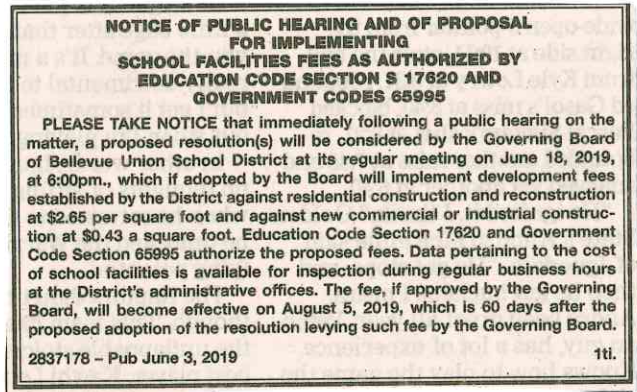 NOTICE OF PUBLIC HEARING AND OF PROPOSAL
FOR IMPLEMENTING
SCHOOL FACILITIES FEES AS AUTHORIZED BY
EDUCATION CODE SECTION S 17620 AND
GOVERNMENT CODES 65995
PLEASE TAKE NOTICE that immediately following a public hearing on the
matter, a proposed resolution(s) will be considered by the Governing Board
of Bellevue Union School District at its regular meeting on June 18, 2019,
at 6:00pm., which if adopted by the Board will implement development fees
established by the District against residential construction and reconstruction
at $2.65 per square foot and against new commercial or industrial construc-
tion at $0.43 a square foot. Education Code Section 17620 and Government
Code Section 65995 authorize the proposed fees. Data pertaining to the cost
of school facilities is available for inspection during regular business hours
at the District's administrative offices. The fee, if approved by the Governing
Board, will become effective on August 5, 2019, which is 60 days after the
proposed adoption of the resolution levying such fee by the Governing Board.
2837178 – Pub June 3, 2019 1ti.